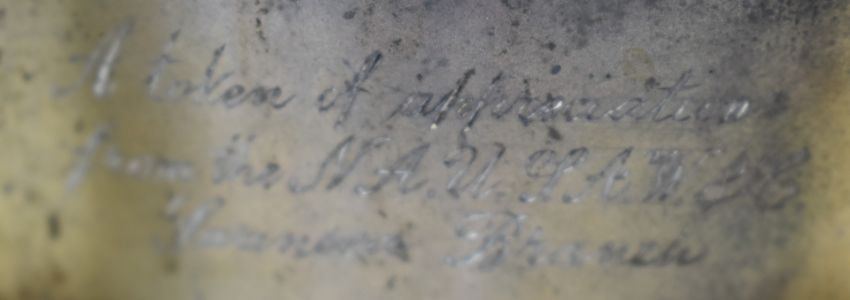 A token of appreciation
from the N.A.U.S.A.W. & C.
Branch